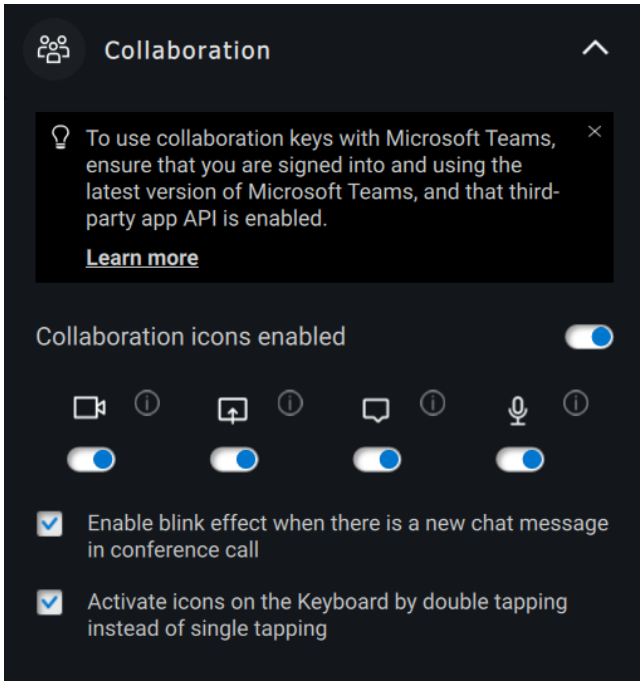 Collaboration
To use collaboration keys with Microsoft Teams,
ensure that you are signed into and using the
latest version of Microsoft Teams, and that third-
party app API is enabled.
Learn more
Collaboration icons enabled
Enable blink effect when there is a new chat message
in conference call
Activate icons on the Keyboard by double tapping
instead of single tapping